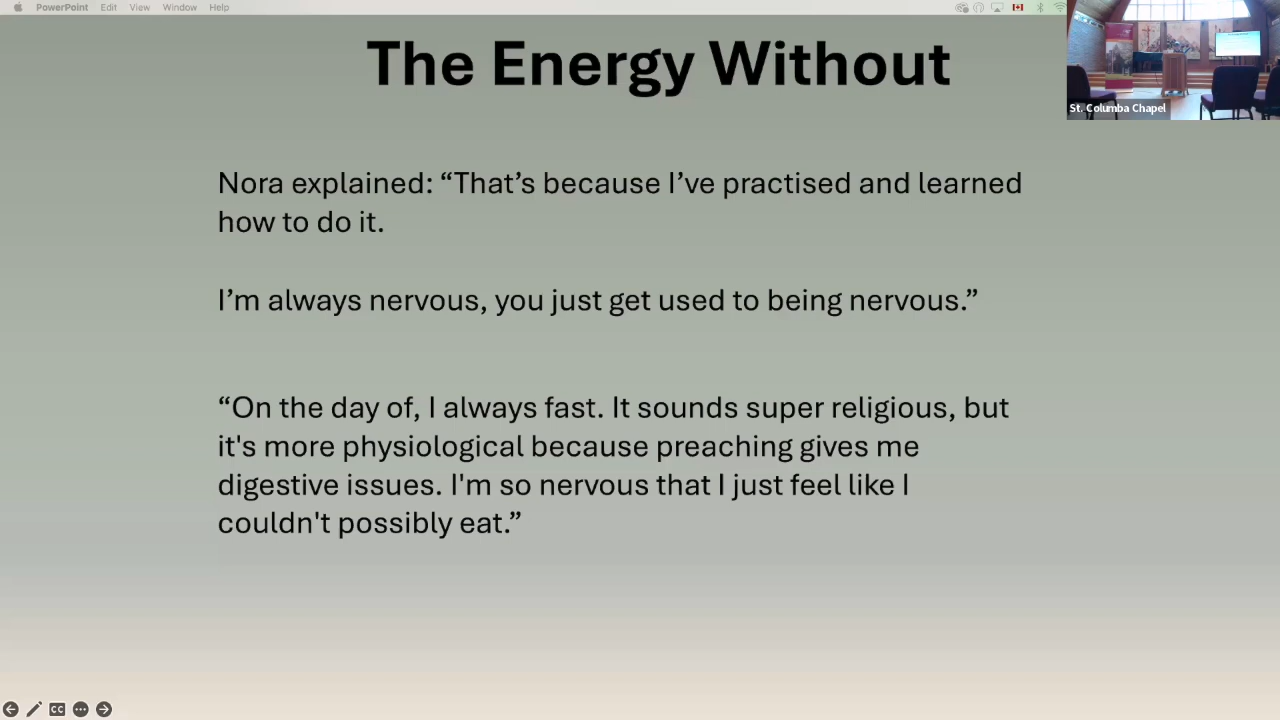 PowerPoint Edit View Window Help
The Energy Without
St. Columba Chapel
Nora explained: “That’s because I’ve practised and learned
how to do it.
I’m always nervous, you just get used to being nervous.”
“On the day of, I always fast. It sounds super religious, but
it's more physiological because preaching gives me
digestive issues. I'm so nervous that I just feel like I
couldn't possibly eat.”
CC